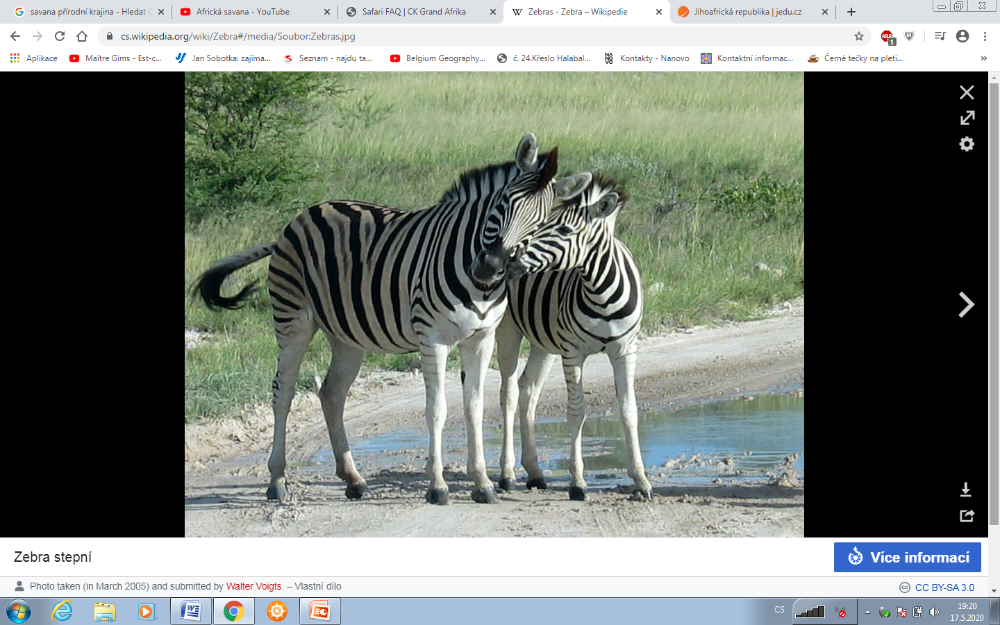 savana přírodní krajina - Hledat G
Africká savana - YouTube
Safari FAQ | CK Grand Afrika
Zebras - Zebra – Wikipedie
Jihoafrická republika | jedu.cz
cs.wikipedia.org/wiki/Zebra#/media/Soubor:Zebras.jpg
ABP
1
Aplikace
Maître Gims - Est-c...
Jan Sobotka: zajíma...
Seznam - najdu ta...
Belgium Geography...
č. 24.Křeslo Halabal...
Kontakty - Nanovo
Kontaktní informac...
Černé tečky na pleti...
»
Zebra stepní
Více informací
Photo taken (in March 2005) and submitted by Walter Voigts. – Vlastní dílo
CC BY-SA 3.0
CS
19:20
17.5.2020